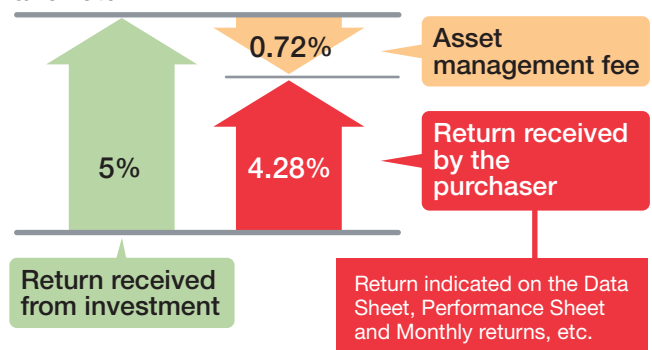 0.72%
Asset
management fee
5%
4.28%
Return received
by the
purchaser
Return received
from investment
Return indicated on the Data
Sheet, Performance Sheet
and Monthly returns, etc.